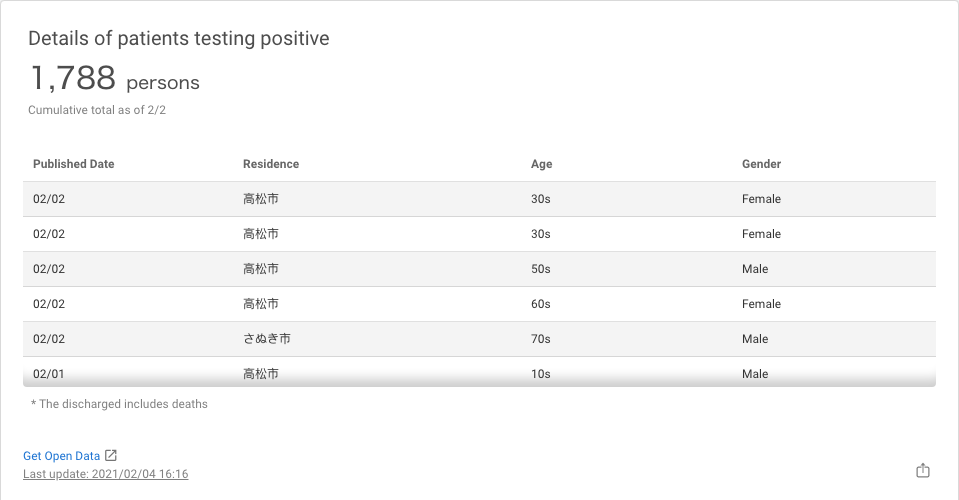 Details of patients testing positive
1,788 persons
Cumulative total as of 2/2
Published Date Residence Age Gender
02/02 高松市 30s Female
02/02 高松市 30s Female
02/02 高松市 50s Male
02/02 高松市 60s Female
02/02 さぬき市 70s Male
02/01 高松市 10s Male
* The discharged includes deaths
Get Open Data
Last update: 2021/02/04 16:16